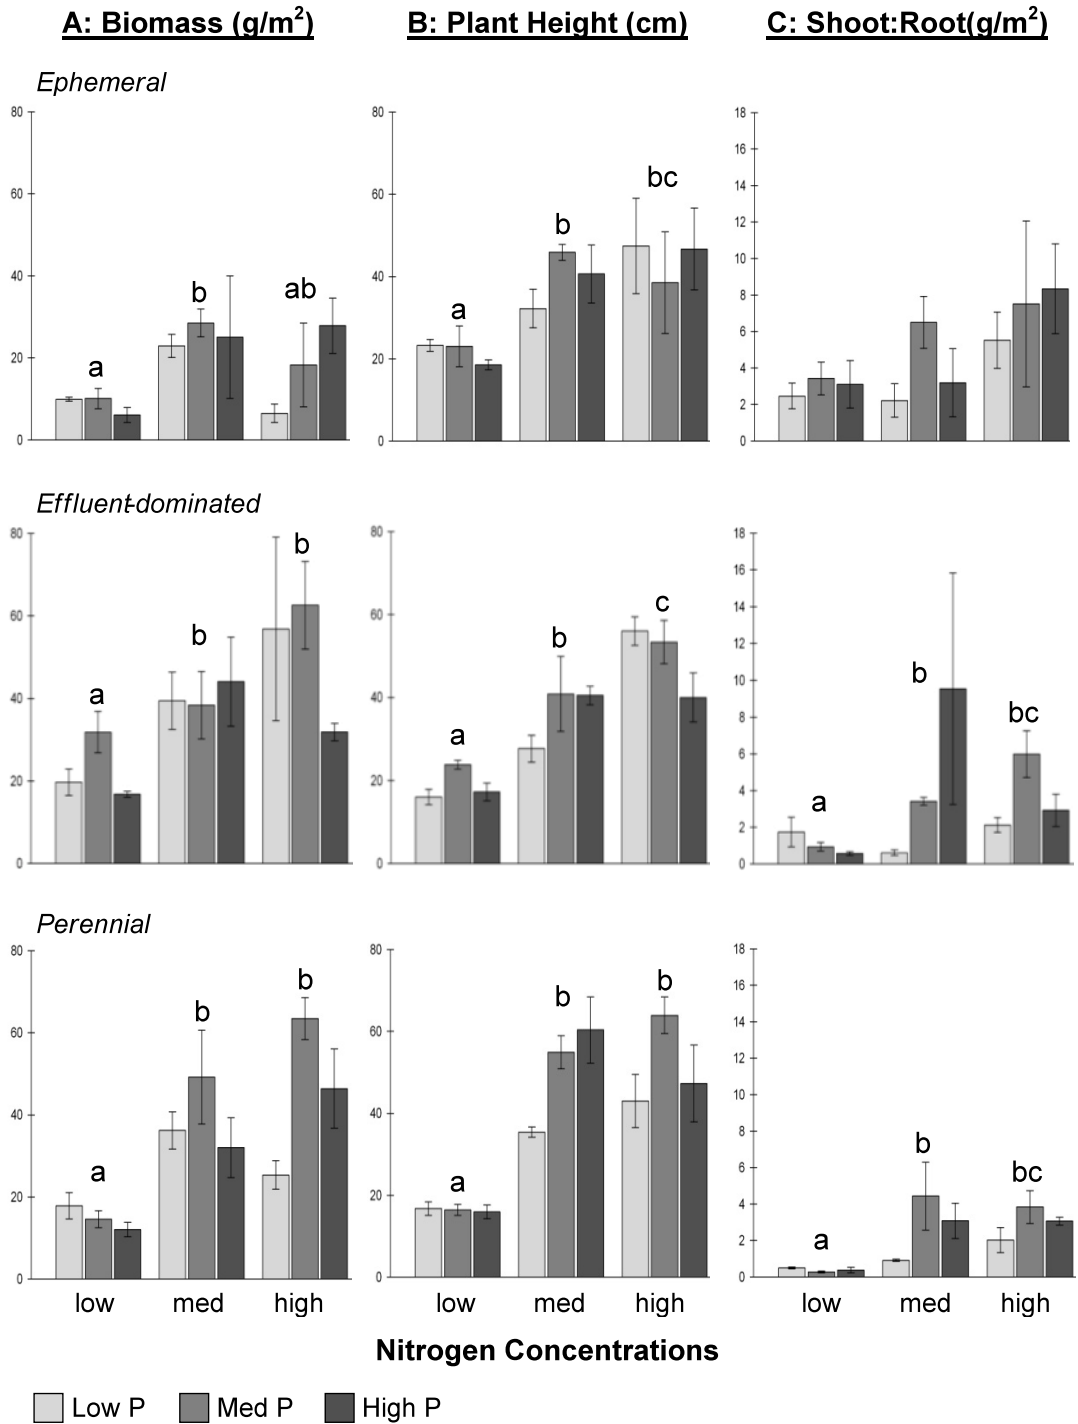 A: Biomass (g/m²) B: Plant Height (cm) C: Shoot:Root(g/m²)
Ephemeral
80 60 40 20 0
a b ab
80 60 40 20 0
a b bc
18 16 14 12 10 8 6 4 2 0
Effluent-dominated
80 60 40 20 0
a b b
80 60 40 20 0
a b c
18 16 14 12 10 8 6 4 2 0
a b bc
Perennial
80 60 40 20 0
a b b
80 60 40 20 0
a b b
18 16 14 12 10 8 6 4 2 0
a b bc
low med high low med high low med high
Nitrogen Concentrations
Low P Med P High P